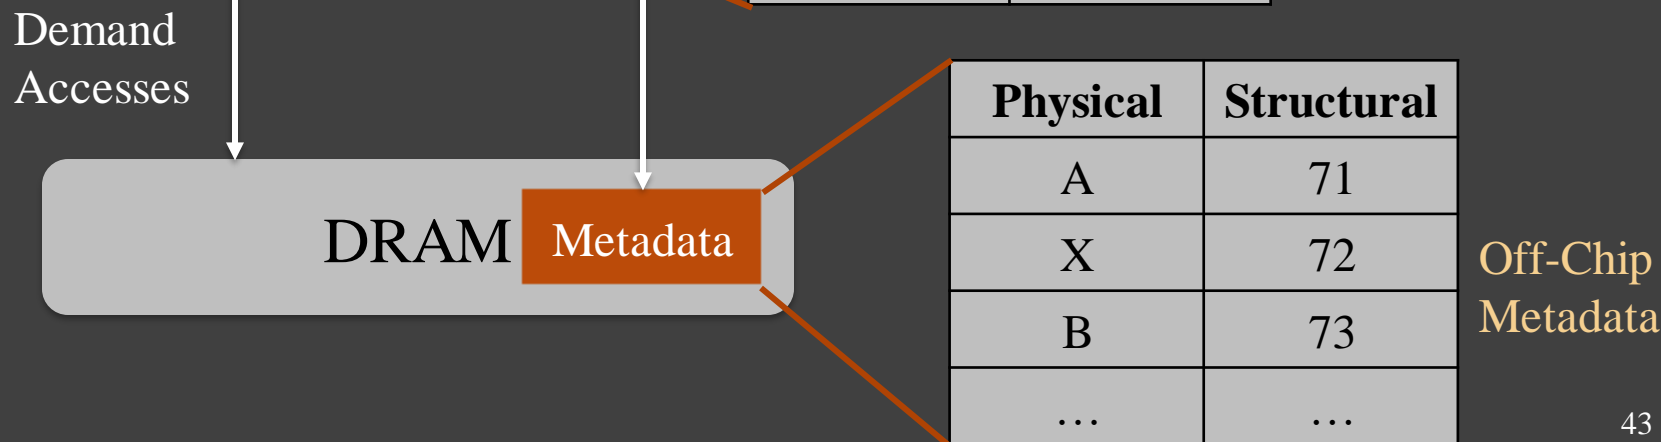 Demand
Accesses
Physical Structural
A 71
X 72
B 73
… …
DRAM Metadata
Off-Chip
Metadata
43